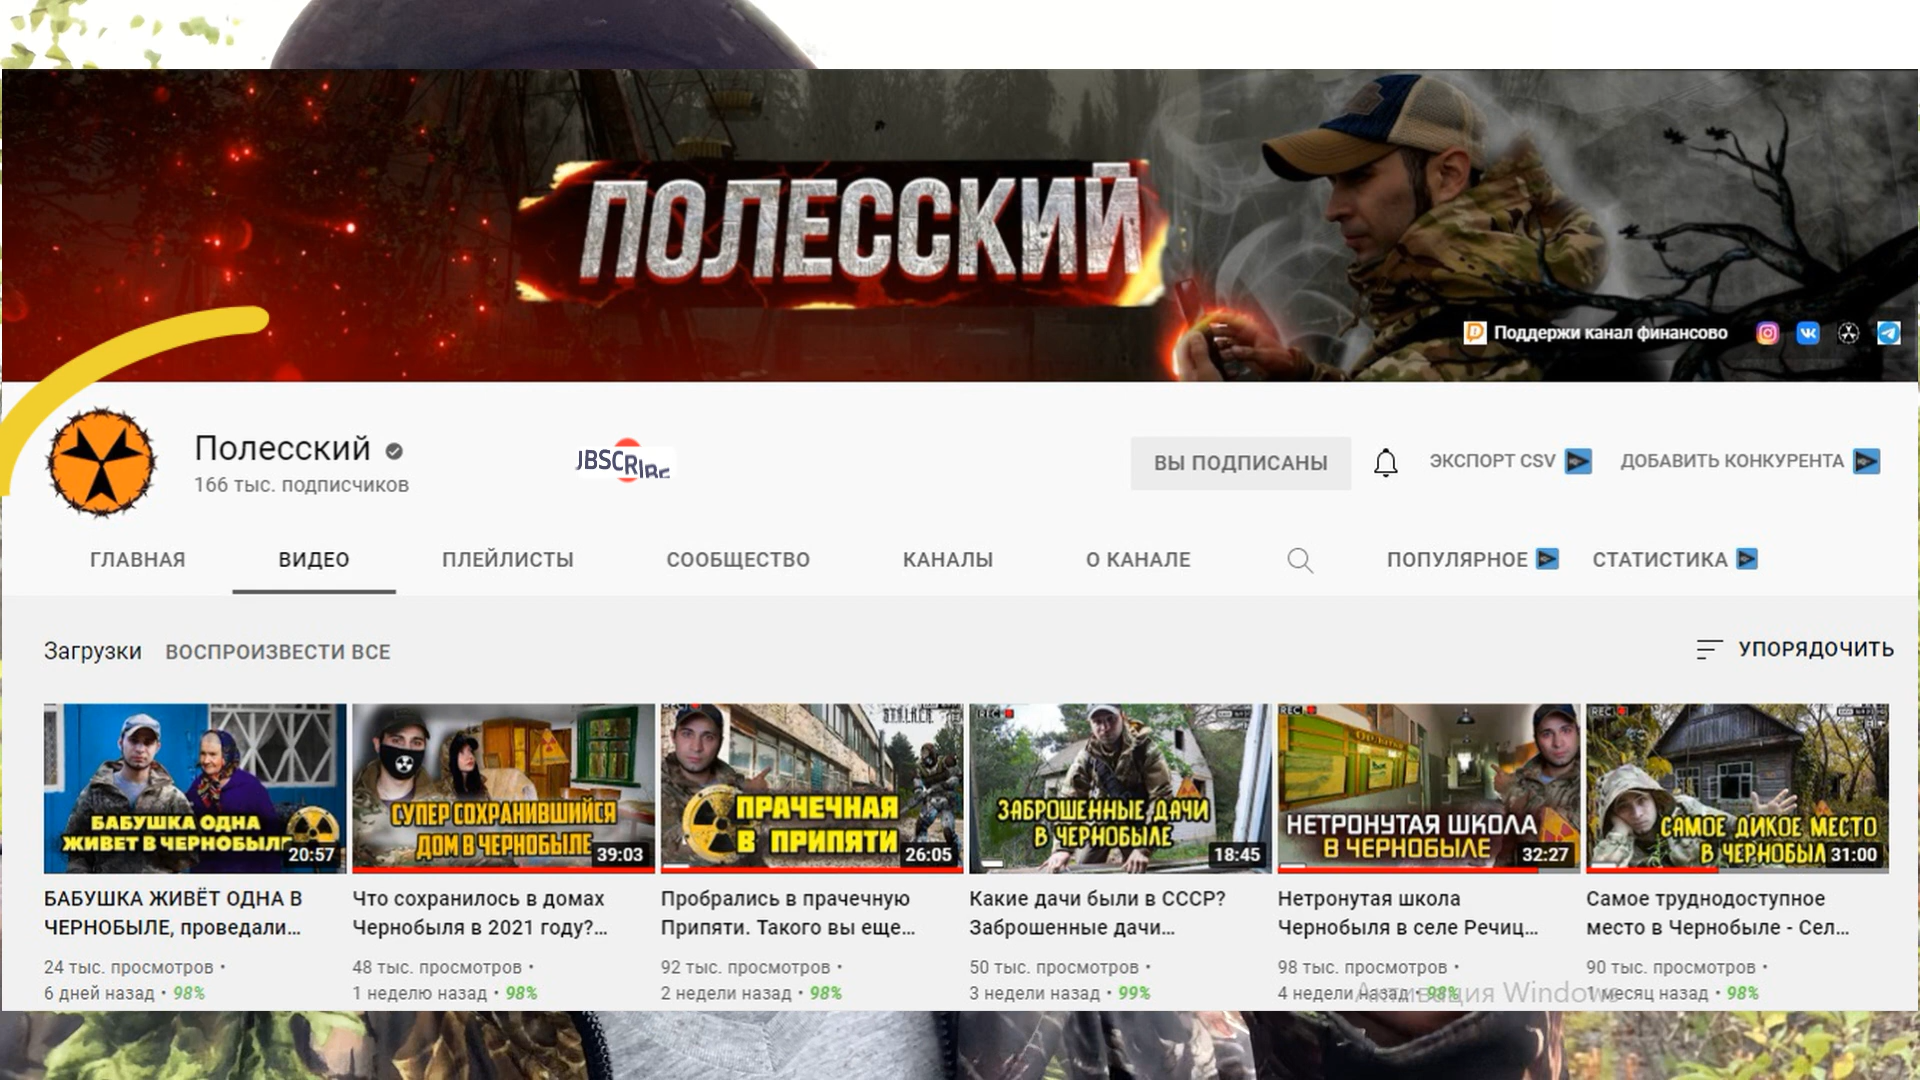 ПОЛЕССКИЙ
Поддержи канал финансово
Полесский
166 тыс. подписчиков
ВЫ ПОДПИСАНЫ
ЭКСПОРТ CSV
ДОБАВИТЬ КОНКУРЕНТА
ГЛАВНАЯ
ВИДЕО
ПЛЕЙЛИСТЫ
СООБЩЕСТВО
КАНАЛЫ
О КАНАЛЕ
ПОПУЛЯРНОЕ
СТАТИСТИКА
Загрузки
ВОСПРОИЗВЕСТИ ВСЕ
УПОРЯДОЧИТЬ
БАБУШКА ОДНА
ЖИВЕТ В
20:57
СУПЕР СОХРАНИВШИЙСЯ
ДОМ В ЧЕРНОБЫЛЕ
39:03
S.T.A.L.K.E.R.
ПРАЧЕЧНАЯ
В ПРИПЯТИ
26:05
REC
ЗАБРОШЕННЫЕ ДАЧИ
В ЧЕРНОБЫЛЕ
18:45
REC
НЕТРОНУТАЯ ШКОЛА
В ЧЕРНОБЫЛЕ
32:27
REC
САМОЕ ДИКОЕ МЕСТО
В
31:00
БАБУШКА ЖИВЁТ ОДНА В
ЧЕРНОБЫЛЕ, проведали...
24 тыс. просмотров •
6 дней назад • 98%
Что сохранилось в домах
Чернобыля в 2021 году?...
48 тыс. просмотров •
1 неделю назад • 98%
Пробрались в прачечную
Припяти. Такого вы еще...
92 тыс. просмотров •
2 недели назад • 98%
Какие дачи были в СССР?
Заброшенные дачи...
50 тыс. просмотров •
3 недели назад • 99%
Нетронутая школа
Чернобыля в селе Речиц...
98 тыс. просмотров •
4 недели назад • 98%
Самое труднодоступное
место в Чернобыле - Сел...
90 тыс. просмотров •
1 месяц назад • 98%
Активация Windows